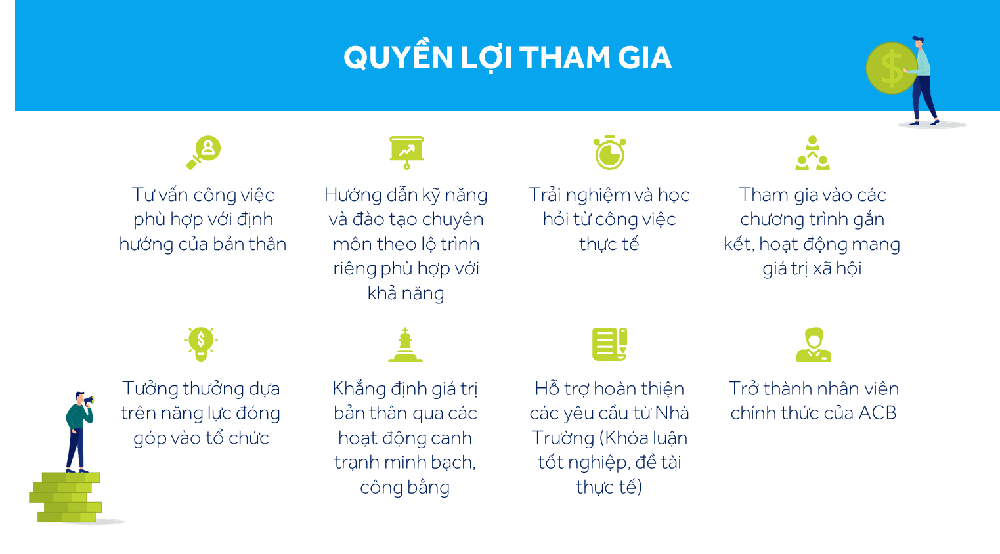 QUYỀN LỢI THAM GIA
Tư vấn công việc
phù hợp với định
hướng của bản thân
Hướng dẫn kỹ năng
và đào tạo chuyên
môn theo lộ trình
riêng phù hợp với
khả năng
Trải nghiệm và học
hỏi từ công việc
thực tế
Tham gia vào các
chương trình gắn
kết, hoạt động mang
giá trị xã hội
Tưởng thưởng dựa
trên năng lực đóng
góp vào tổ chức
Khẳng định giá trị
bản thân qua các
hoạt động canh
trạnh minh bạch,
công bằng
Hỗ trợ hoàn thiện
các yêu cầu từ Nhà
Trường (Khóa luận
tốt nghiệp, đề tài
thực tế)
Trở thành nhân viên
chính thức của ACB